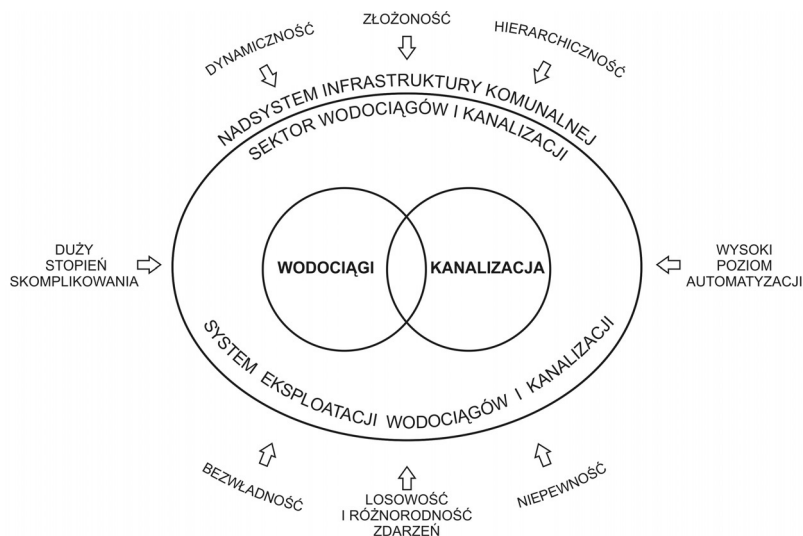 DYNAMICZNOŚĆ
ZŁOŻONOŚĆ
HIERARCHICZNOŚĆ
NADSYSTEM INFRASTRUKTURY KOMUNALNEJ
SEKTOR WODOCIĄGÓW I KANALIZACJI
DUŻY
STOPIEŃ
SKOMPLIKOWANIA
WODOCIĄGI
KANALIZACJA
WYSOKI
POZIOM
AUTOMATYZACJI
SYSTEM EKSPLOATACJI WODOCIĄGÓW I KANALIZACJI
BEZWŁADNOŚĆ
LOSOWOŚĆ
I RÓŻNORODNOŚĆ
ZDARZEŃ
NIEPEWNOŚĆ